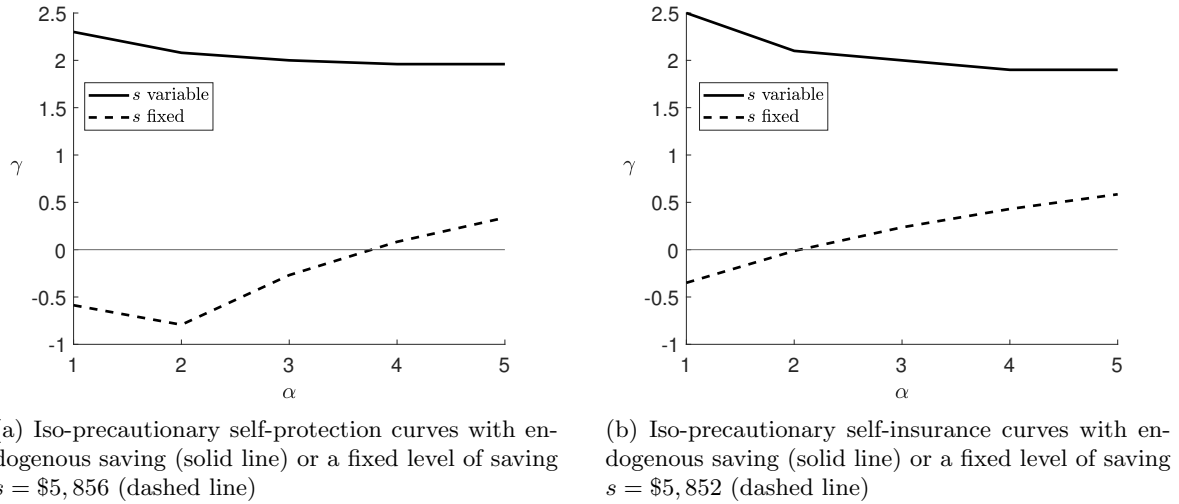 2.5
2
1.5
1
0.5
0
-0.5
-1
γ
s variable
s fixed
1 2 3 4 5
α
2.5
2
1.5
1
0.5
0
-0.5
-1
γ
s variable
s fixed
1 2 3 4 5
α
a) Iso-precautionary self-protection curves with en-
dogenous saving (solid line) or a fixed level of saving
s = $5, 856 (dashed line)
(b) Iso-precautionary self-insurance curves with en-
dogenous saving (solid line) or a fixed level of saving
s = $5, 852 (dashed line)